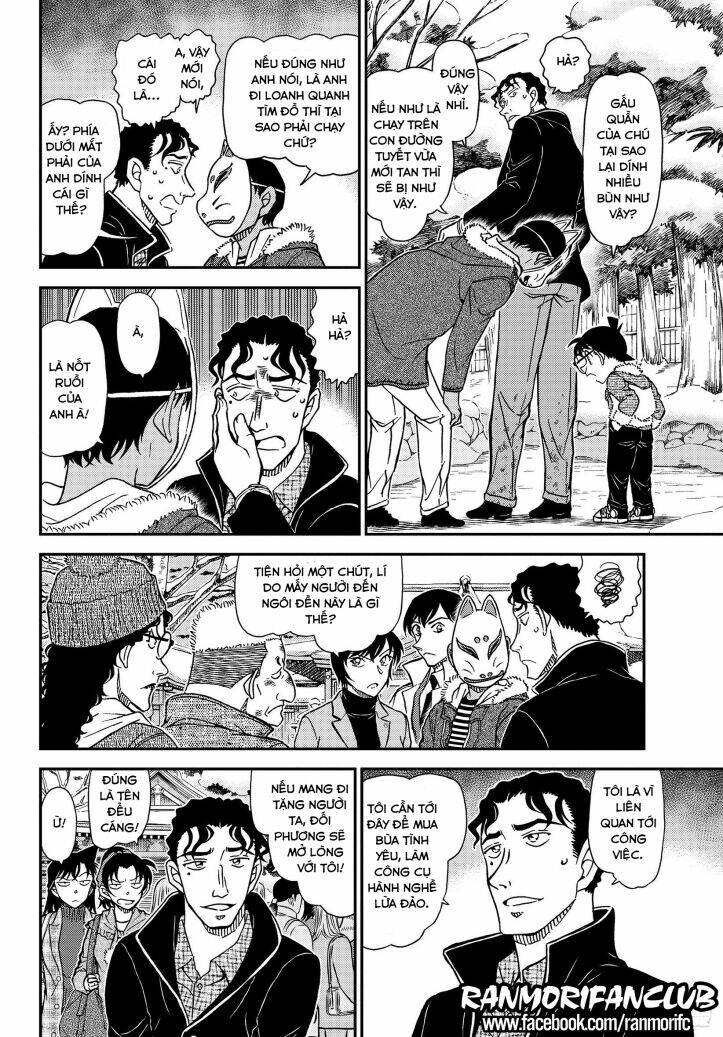 HẢ?
GẤU
QUẦN
CỦA CHÚ
TẠI SAO
LẠI DÍNH
NHIỀU
BÙN NHƯ
VẬY?
ĐÚNG
VẬY
NHỈ.
NẾU NHƯ LÀ
CHẠY TRÊN
CON ĐƯỜNG
TUYẾT VỪA
MỚI TAN THÌ
SẼ BỊ NHƯ
VẬY.
NẾU ĐÚNG NHƯ
ANH NÓI, LÀ ANH
ĐI LOANH QUANH
TÌM ĐỒ THÌ TẠI
SAO PHẢI CHẠY
CHỨ?
A, VẬY
MỚI
NÓI,
CÁI
ĐÓ
LÀ...
ẤY? PHÍA
DƯỚI MẮT
PHẢI CỦA
ANH DÍNH
CÁI GÌ
THẾ?
HẢ
HẢ?
À,
LÀ NỐT
RUỒI
CỦA
ANH À!
TIỆN HỎI MỘT
CHÚT, LÍ
DO MẤY NGƯỜI ĐẾN
NGÔI ĐỀN NÀY LÀ GÌ
THẾ?
TÔI LÀ VÌ
LIÊN
QUAN TỚI
CÔNG
VIỆC.
TÔI CẦN TỚI
ĐÂY ĐỂ MUA
BÙA TÌNH
YÊU, LÀM
CÔNG CỤ
HÀNH NGHỀ
LỪA ĐẢO.
NẾU MANG ĐI
TẶNG NGƯỜI
TA, ĐỐI
PHƯƠNG SẼ
MỞ LÒNG
VỚI TÔI!
ĐÚNG
LÀ TÊN
ĐỂU
CÁNG!
Ừ!
RANMORIFANCLUB
www.facebook.com/ranmorifc